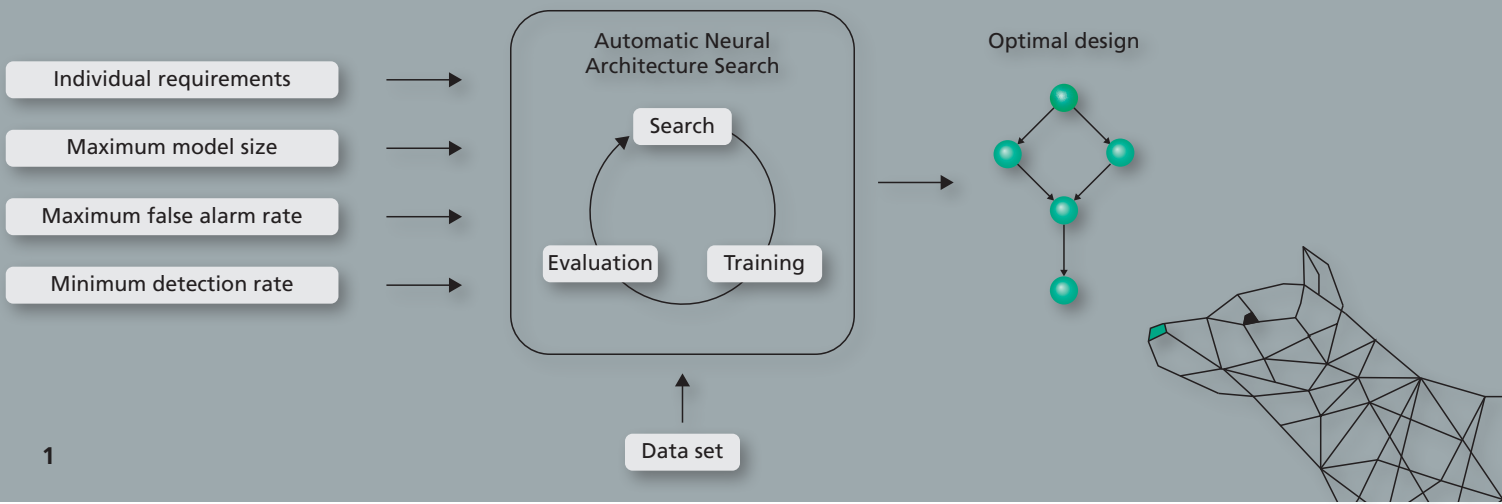 Individual requirements
Maximum model size
Maximum false alarm rate
Minimum detection rate
Automatic Neural
Architecture Search
Search
Evaluation
Training
Data set
Optimal design
1